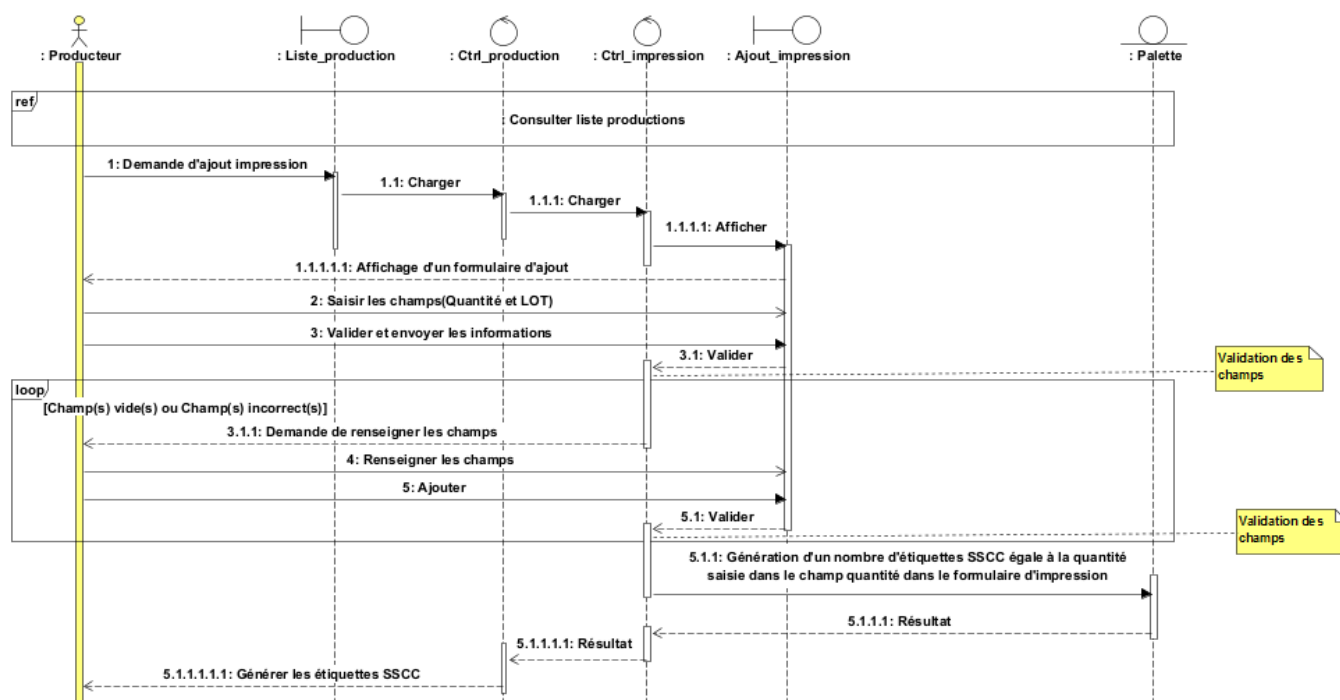 : Producteur
: Liste_production
: Ctrl_production
: Ctrl_impression
: Ajout_impression
: Palette
ref
: Consulter liste productions
1: Demande d'ajout impression
1.1: Charger
1.1.1: Charger
1.1.1.1: Afficher
1.1.1.1.1: Affichage d'un formulaire d'ajout
2: Saisir les champs(Quantité et LOT)
3: Valider et envoyer les informations
3.1: Valider
Validation des
champs
loop
[Champ(s) vide(s) ou Champ(s) incorrect(s)]
3.1.1: Demande de renseigner les champs
4: Renseigner les champs
5: Ajouter
5.1: Valider
Validation des
champs
5.1.1: Génération d'un nombre d'étiquettes SSCC égale à la quantité
saisie dans le champ quantité dans le formulaire d'impression
5.1.1.1: Résultat
5.1.1.1.1: Résultat
5.1.1.1.1.1: Générer les étiquettes SSCC